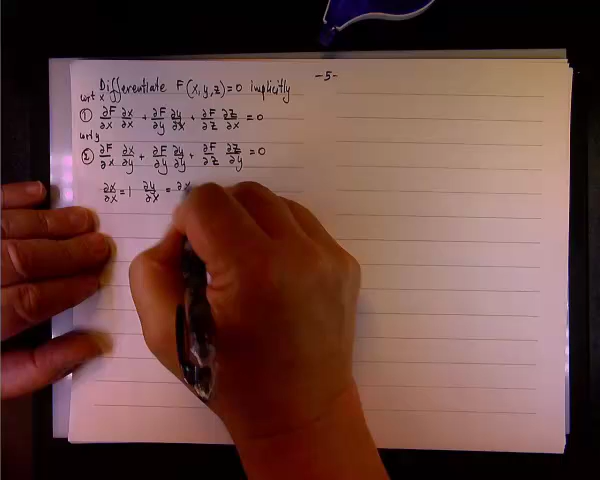 -5-
Differentiate F(x,y,z)=0 implicitly
wrt x
① ∂F/∂x ∂x/∂x + ∂F/∂y ∂y/∂x + ∂F/∂z ∂z/∂x = 0
wrt y
② ∂F/∂x ∂x/∂y + ∂F/∂y ∂y/∂y + ∂F/∂z ∂z/∂y = 0
∂x/∂x = 1 ∂y/∂x = ∂x